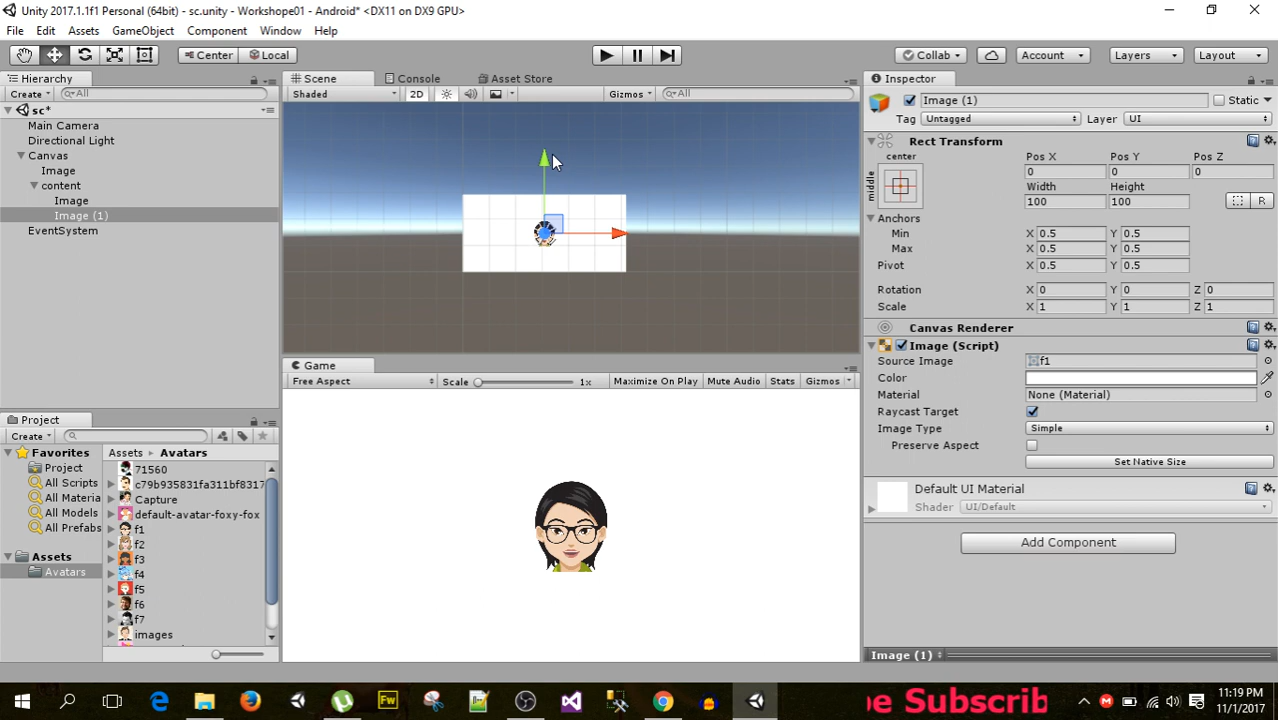 Unity 2017.1.1f1 Personal (64bit) - sc.unity - Workshope01 - Android* <DX11 on DX9 GPU>
File Edit Assets GameObject Component Window Help
Center Local Collab Account Layers Layout
Hierarchy
Create All
sc*
Main Camera
Directional Light
Canvas
Image
content
Image
Image (1)
EventSystem
Scene Console Asset Store
Shaded 2D Gizmos All
Game
Free Aspect Scale 1x Maximize On Play Mute Audio Stats Gizmos
Project
Create
Favorites
Project
All Scripts
All Materia
All Models
All Prefabs
Assets
Avatars
Assets Avatars
71560
c79b935831fa311bf8317
Capture
default-avatar-foxy-fox
f1
f2
f3
f4
f5
f6
f7
images
Inspector
Image (1) Static
Tag Untagged Layer UI
Rect Transform
center
middle
Pos X Pos Y Pos Z
0 0 0
Width Height
100 100 R
Anchors
Min X 0.5 Y 0.5
Max X 0.5 Y 0.5
Pivot X 0.5 Y 0.5
Rotation X 0 Y 0 Z 0
Scale X 1 Y 1 Z 1
Canvas Renderer
Image (Script)
Source Image f1
Color
Material None (Material)
Raycast Target
Image Type Simple
Preserve Aspect
Set Native Size
Default UI Material
Shader UI/Default
Add Component
Image (1)
Fw
be Subscrib
11:19 PM
11/1/2017